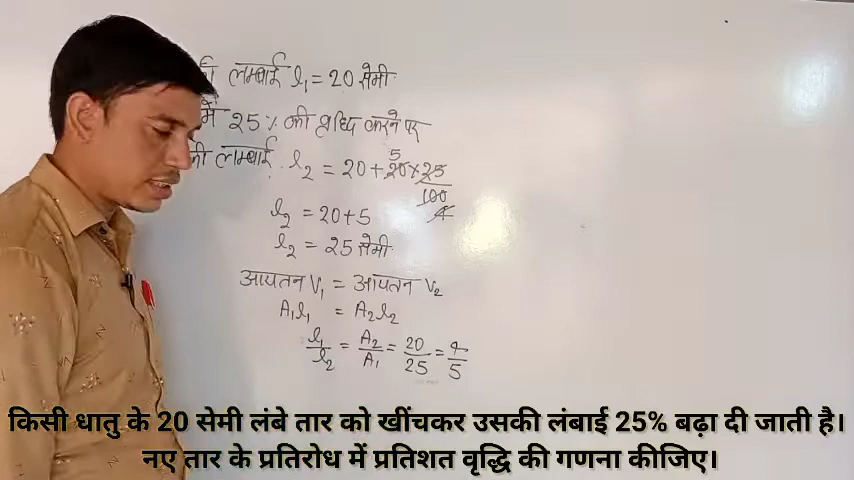 लम्बाई l₁ = 20 सेमी
में 25% की वृद्धि करने पर
की लम्बाई l₂ = 20 + 20 × 25
5
100
4
l₂ = 20 + 5
l₂ = 25 सेमी
आयतन V₁ = आयतन V₂
A₁l₁ = A₂l₂
l₁/l₂ = A₂/A₁ = 20/25 = 4/5
किसी धातु के 20 सेमी लंबे तार को खींचकर उसकी लंबाई 25% बढ़ा दी जाती है।
नए तार के प्रतिरोध में प्रतिशत वृद्धि की गणना कीजिए।